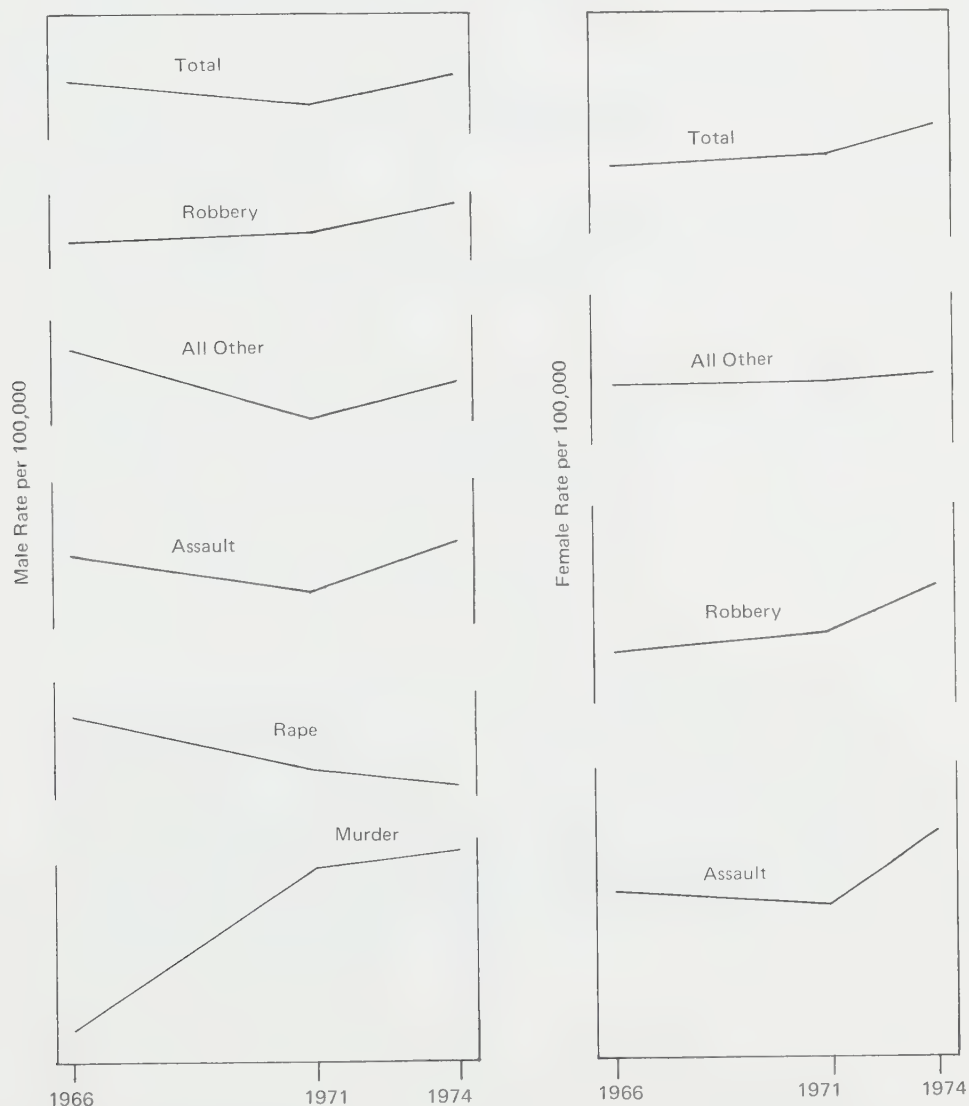 Male Rate per 100,000
Total
Robbery
All Other
Assault
Rape
Murder
1966
1971
1974
Female Rate per 100,000
Total
All Other
Robbery
Assault
1966
1971
1974